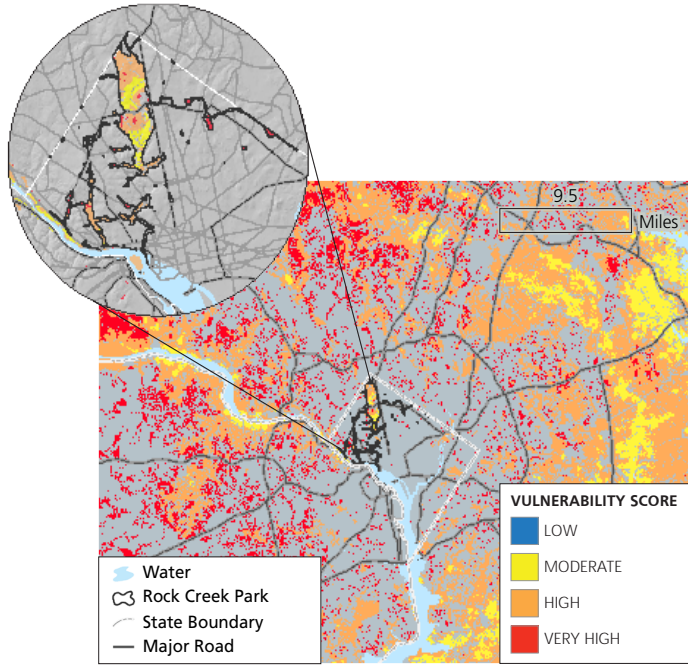 9.5
Miles
VULNERABILITY SCORE
LOW
MODERATE
HIGH
VERY HIGH
Water
Rock Creek Park
State Boundary
Major Road